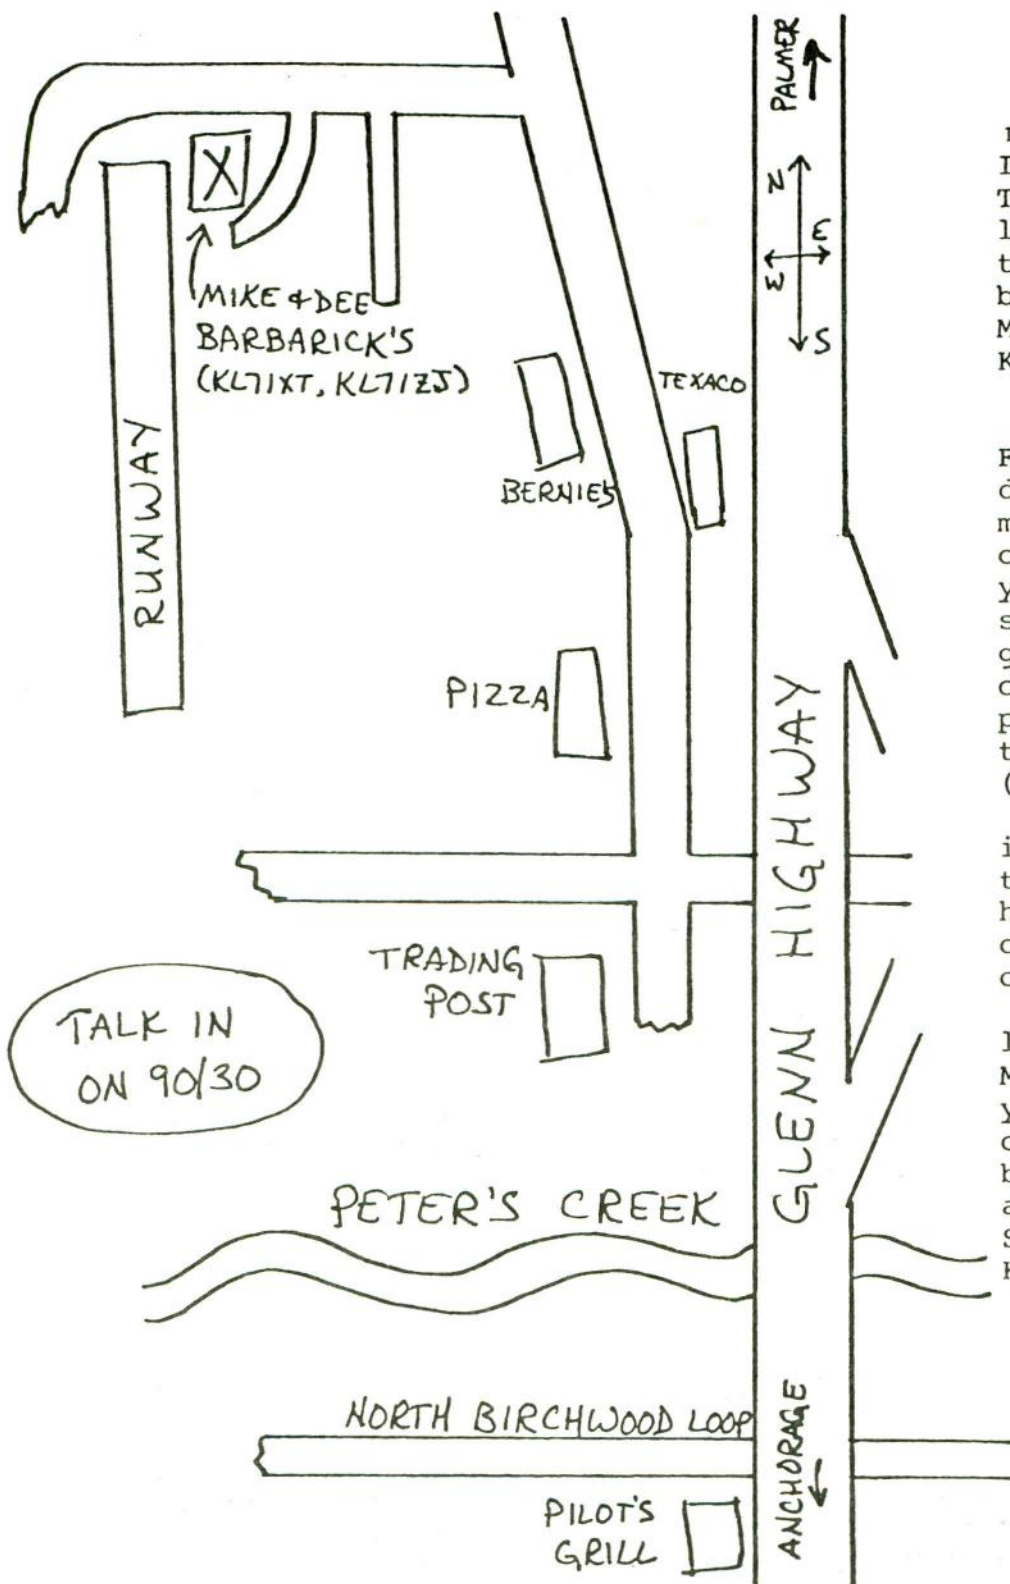 PALMER
N
E
W
S
MIKE & DEE
BARBARICK'S
(KL7IXT, KL7IZJ)
TEXACO
BERNIE'S
RUNWAY
PIZZA
GLENN HIGHWAY
TRADING
POST
TALK IN
ON 90/30
PETER'S CREEK
NORTH BIRCHWOOD LOOP
ANCHORAGE
PILOT'S
GRILL